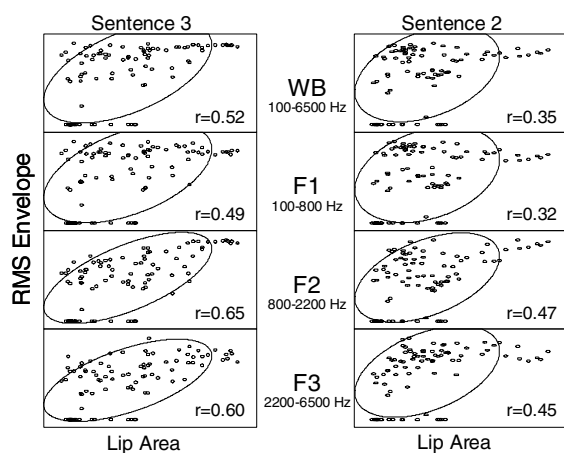 Sentence 3
Sentence 2
RMS Envelope
r=0.52
WB
100-6500 Hz
r=0.35
r=0.49
F1
100-800 Hz
r=0.32
r=0.65
F2
800-2200 Hz
r=0.47
r=0.60
F3
2200-6500 Hz
r=0.45
Lip Area
Lip Area